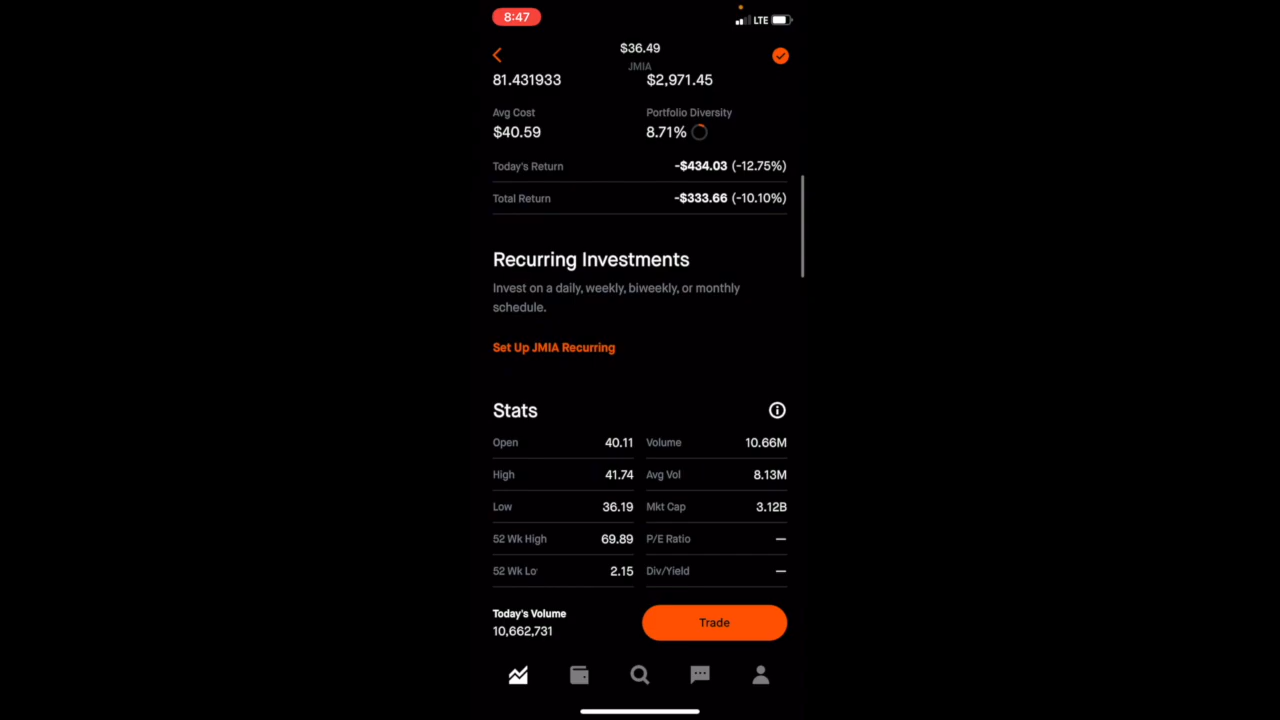 8:47
LTE
$36.49
JMIA
81.431933 $2,971.45
Avg Cost Portfolio Diversity
$40.59 8.71%
Today's Return -$434.03 (-12.75%)
Total Return -$333.66 (-10.10%)
Recurring Investments
Invest on a daily, weekly, biweekly, or monthly
schedule.
Set Up JMIA Recurring
Stats
Open 40.11 Volume 10.66M
High 41.74 Avg Vol 8.13M
Low 36.19 Mkt Cap 3.12B
52 Wk High 69.89 P/E Ratio —
52 Wk Lo 2.15 Div/Yield —
Today's Volume
10,662,731
Trade